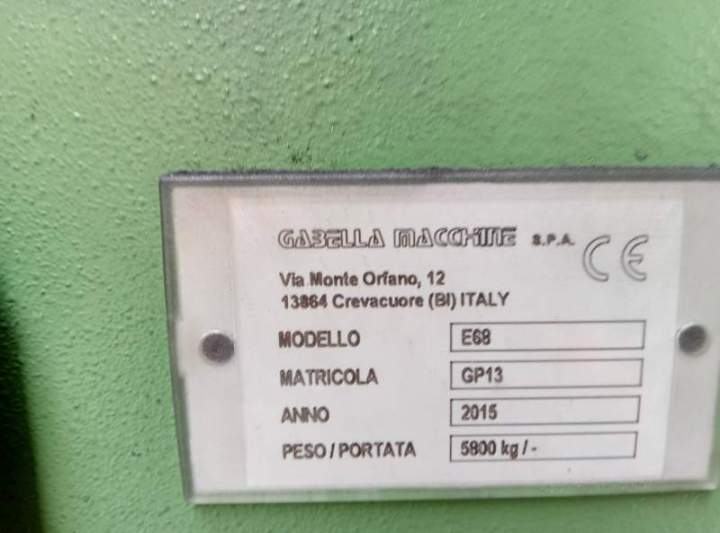 GABELLA MACCHINE S.P.A.
CE
Via Monte Orfano, 12
13864 Crevacuore (BI) ITALY
MODELLO E68
MATRICOLA GP13
ANNO 2015
PESO / PORTATA 5800 kg / -